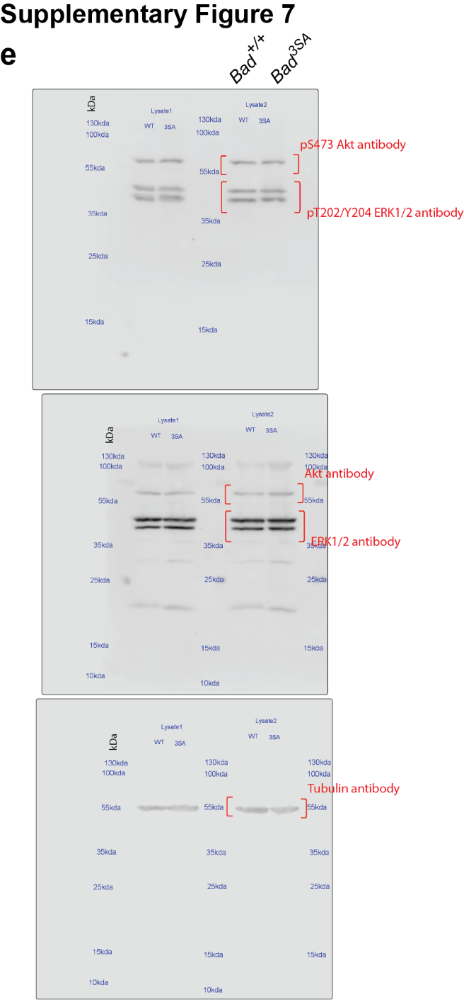 Supplementary Figure 7
e
Bad+/+ Bad3SA
kDa
Lysate1 Lysate2
WT 3SA WT 3SA
130kda 130kda
100kda 100kda
pS473 Akt antibody
55kda 55kda
pT202/Y204 ERK1/2 antibody
35kda 35kda
25kda 25kda
15kda 15kda
kDa
Lysate1 Lysate2
WT 3SA WT 3SA
130kda 130kda 130kda
100kda 100kda 100kda
Akt antibody
55kda 55kda 55kda
35kda 35kda 35kda
ERK1/2 antibody
25kda 25kda 25kda
15kda 15kda 15kda
10kda 10kda
kDa
Lysate1 Lysate2
WT 3SA WT 3SA
130kda 130kda 130kda
100kda 100kda 100kda
Tubulin antibody
55kda 55kda 55kda
35kda 35kda 35kda
25kda 25kda 25kda
15kda 15kda 15kda
10kda 10kda